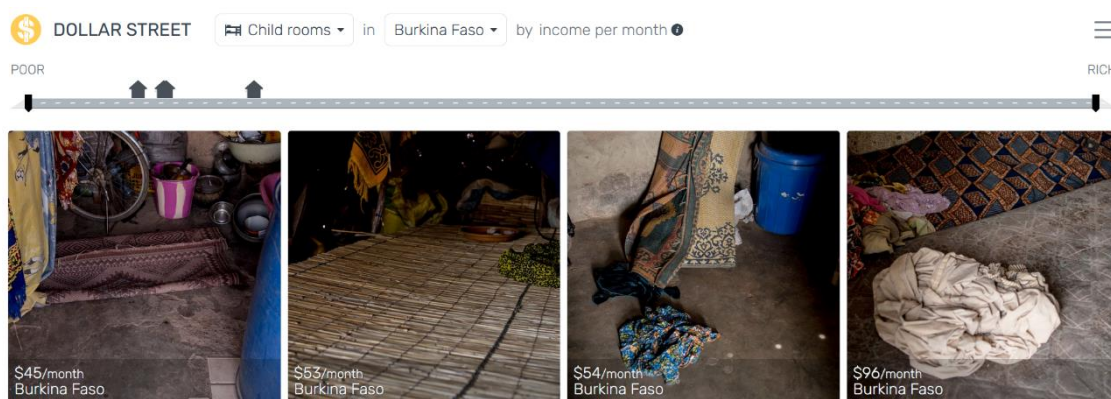 DOLLAR STREET Child rooms in Burkina Faso by income per month
POOR RICH
$45/month
Burkina Faso
$53/month
Burkina Faso
$54/month
Burkina Faso
$96/month
Burkina Faso